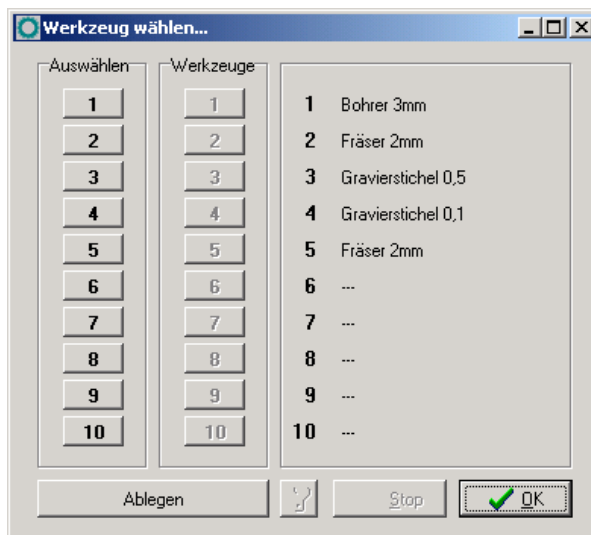 Werkzeug wählen...
Auswählen Werkzeuge
1 1 1 Bohrer 3mm
2 2 2 Fräser 2mm
3 3 3 Gravierstichel 0,5
4 4 4 Gravierstichel 0,1
5 5 5 Fräser 2mm
6 6 6 ---
7 7 7 ---
8 8 8 ---
9 9 9 ---
10 10 10 ---
Ablegen Stop OK